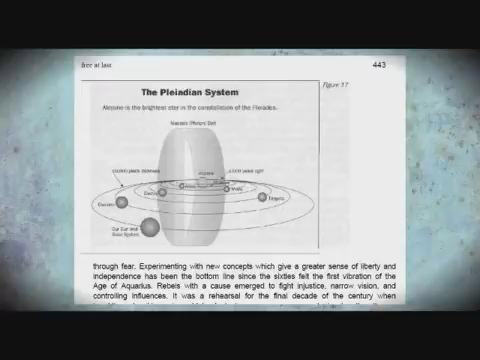 free at last
443
The Pleiadian System
Figure 17
Alcyone is the brightest star in the constellation of the Pleiades.
Manasic (Photon) Belt
Our Sun and
Solar System
through fear. Experimenting with new concepts which give a greater sense of liberty and
independence has been the bottom line since the sixties felt the first vibration of the
Age of Aquarius. Rebels with a cause emerged to fight injustice, narrow vision, and
controlling influences. It was a rehearsal for the final decade of the century when